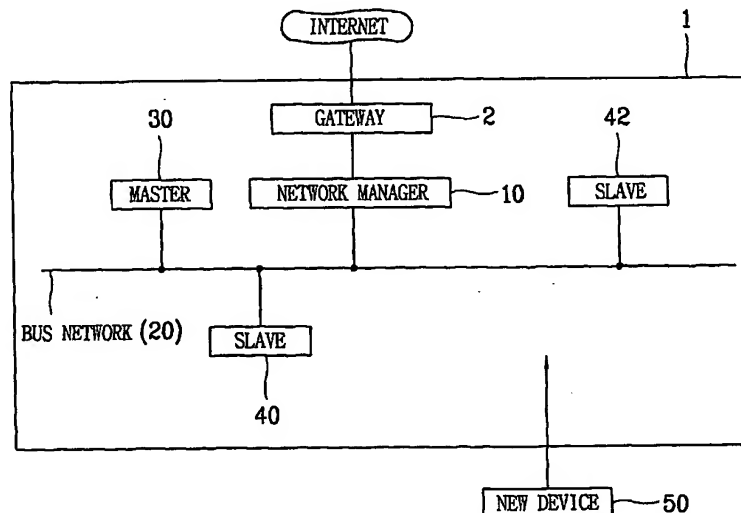 INTERNET
1
30
GATEWAY
2
42
MASTER
NETWORK MANAGER
10
SLAVE
BUS NETWORK (20)
SLAVE
40
NEW DEVICE
50